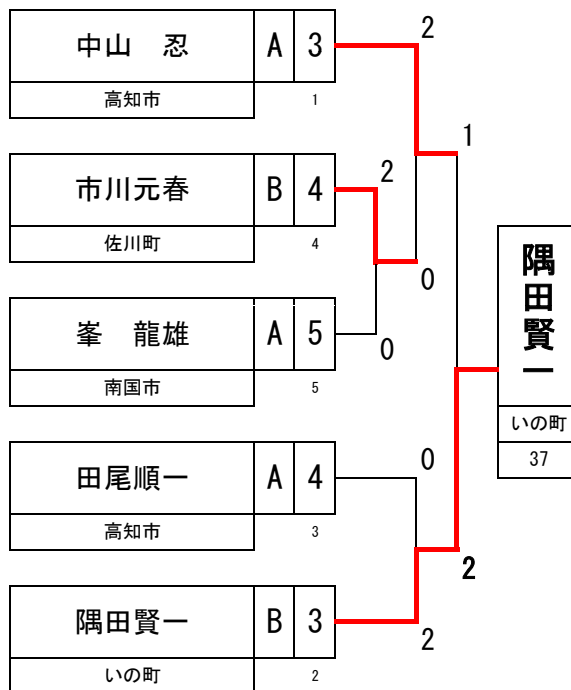 中山　忍 A 3
高知市 1
市川元春 B 4
佐川町 4
峯　龍雄 A 5
南国市 5
田尾順一 A 4
高知市 3
隅田賢一 B 3
いの町 2
2
2
0
0
0
2
1
2
隅田賢一
いの町
37